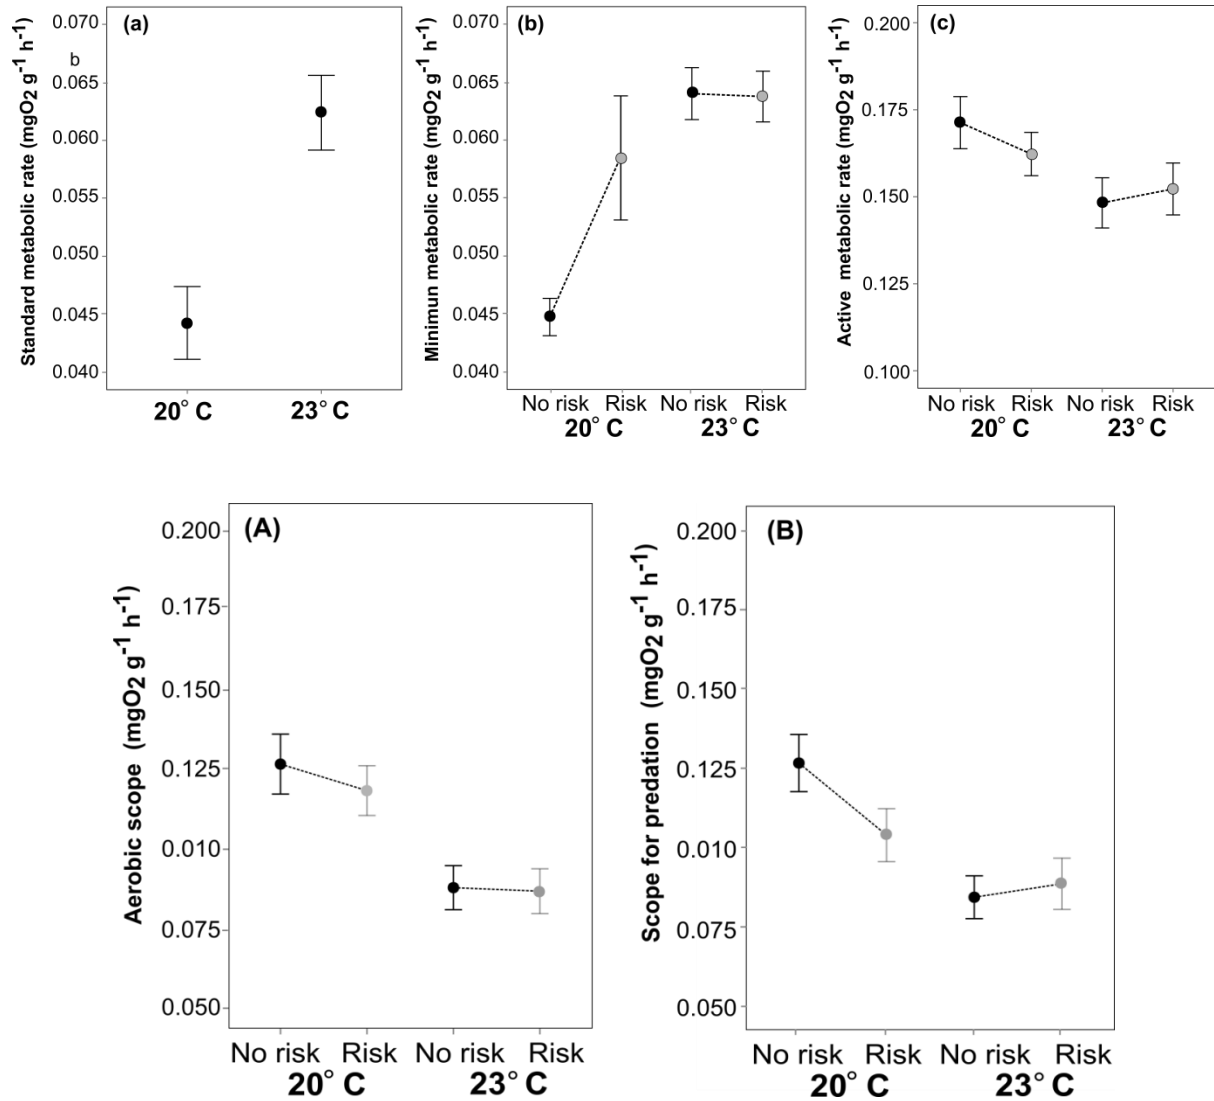 (a)
b
Standard metabolic rate (mgO2 g-1 h-1)
0.070
0.065
0.060
0.055
0.050
0.045
0.040
20° C
23° C
(b)
Minimun metabolic rate (mgO2 g-1 h-1)
0.070
0.065
0.060
0.055
0.050
0.045
0.040
No risk Risk No risk Risk
20° C 23° C
(c)
Active metabolic rate (mgO2 g-1 h-1)
0.200
0.175
0.150
0.125
0.100
No risk Risk No risk Risk
20° C 23° C
(A)
Aerobic scope (mgO2 g-1 h-1)
0.200
0.175
0.150
0.125
0.010
0.075
0.050
No risk Risk No risk Risk
20° C 23° C
(B)
Scope for predation (mgO2 g-1 h-1)
0.200
0.175
0.150
0.125
0.010
0.075
0.050
No risk Risk No risk Risk
20° C 23° C